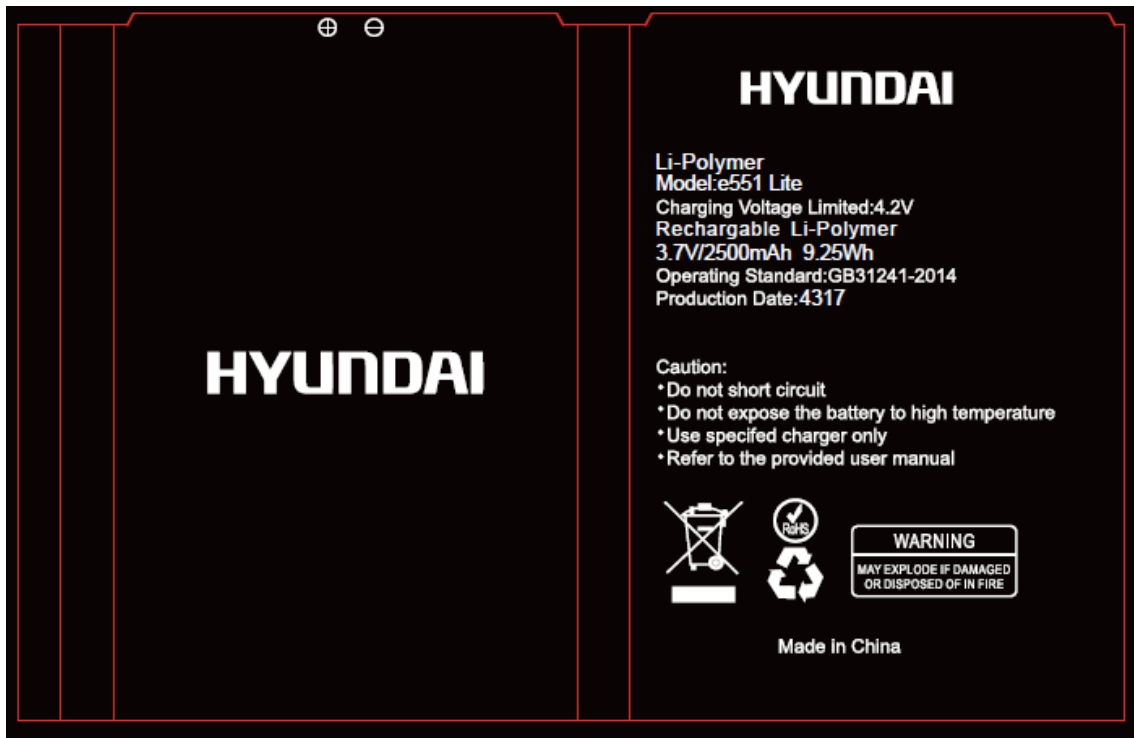 ⊕ ⊖
HYUNDAI
HYUNDAI
Li-Polymer
Model:e551 Lite
Charging Voltage Limited:4.2V
Rechargable Li-Polymer
3.7V/2500mAh 9.25Wh
Operating Standard:GB31241-2014
Production Date:4317
Caution:
*Do not short circuit
*Do not expose the battery to high temperature
*Use specifed charger only
*Refer to the provided user manual
RoHS
WARNING
MAY EXPLODE IF DAMAGED
OR DISPOSED OF IN FIRE
Made in China